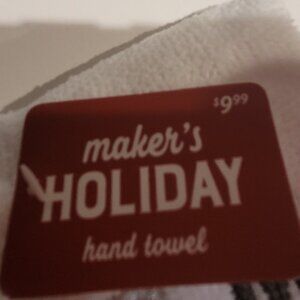 $9.99
maker's
HOLIDAY
hand towel